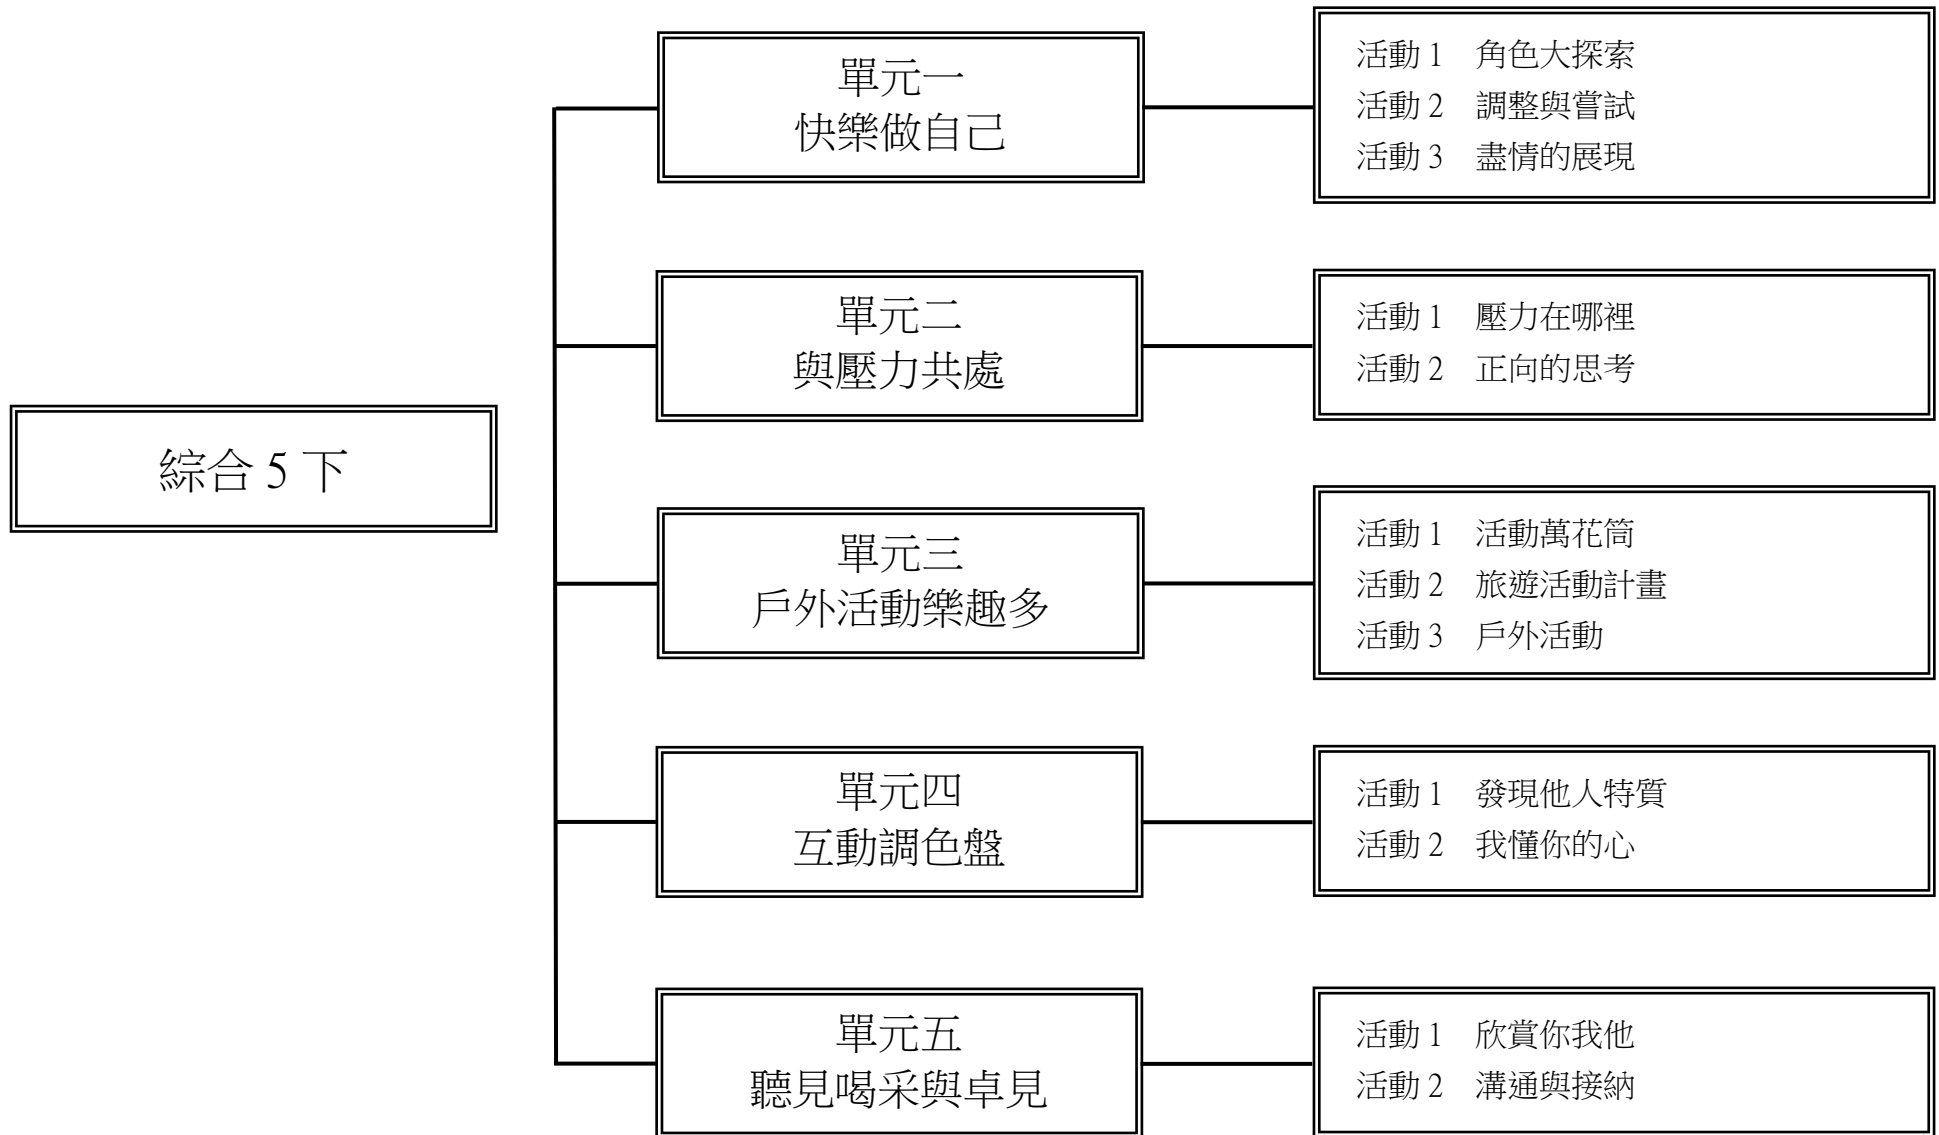 綜合 5 下
單元一
快樂做自己
活動 1　角色大探索
活動 2　調整與嘗試
活動 3　盡情的展現
單元二
與壓力共處
活動 1　壓力在哪裡
活動 2　正向的思考
單元三
戶外活動樂趣多
活動 1　活動萬花筒
活動 2　旅遊活動計畫
活動 3　戶外活動
單元四
互動調色盤
活動 1　發現他人特質
活動 2　我懂你的心
單元五
聽見喝采與卓見
活動 1　欣賞你我他
活動 2　溝通與接納